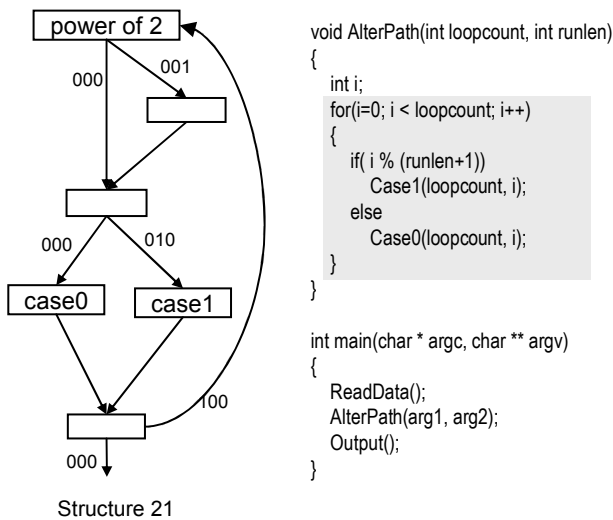 power of 2
000
001
000
010
case0
case1
100
000
Structure 21
void AlterPath(int loopcount, int runlen)
{
int i;
for(i=0; i < loopcount; i++)
{
if( i % (runlen+1))
Case1(loopcount, i);
else
Case0(loopcount, i);
}
}
int main(char * argc, char ** argv)
{
ReadData();
AlterPath(arg1, arg2);
Output();
}